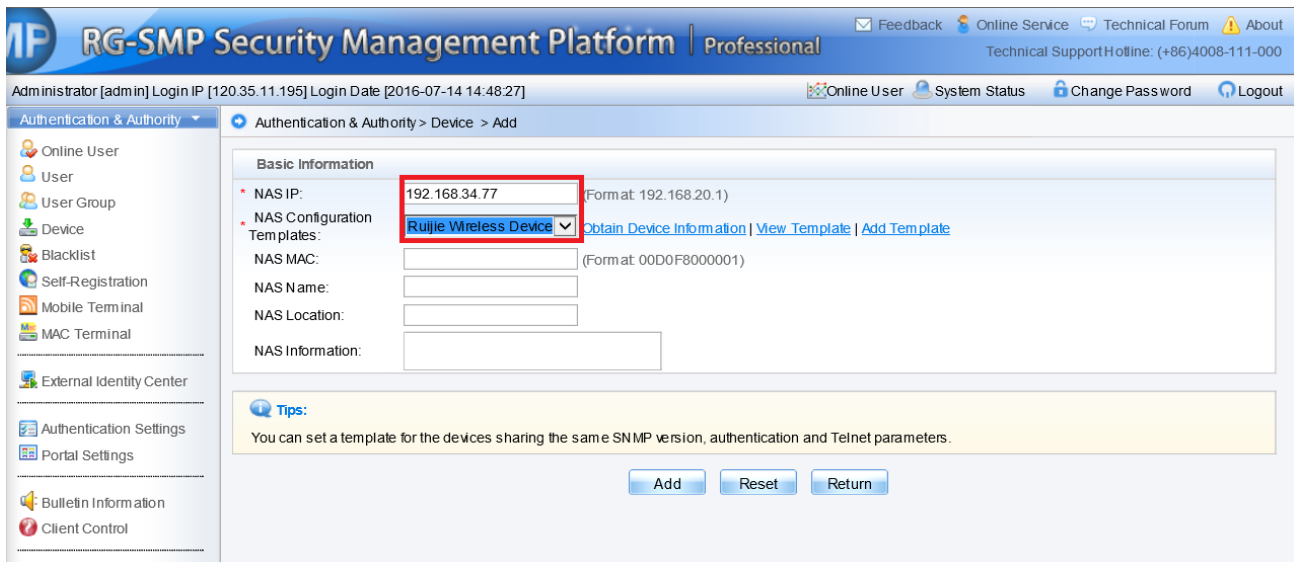 MP RG-SMP Security Management Platform | Professional
Feedback Online Service Technical Forum About
Technical Support Hotline: (+86)4008-111-000
Administrator [admin] Login IP [120.35.11.195] Login Date [2016-07-14 14:48:27] Online User System Status Change Password Logout
Authentication & Authority
Online User
User
User Group
Device
Blacklist
Self-Registration
Mobile Terminal
MAC Terminal
External Identity Center
Authentication Settings
Portal Settings
Bulletin Information
Client Control
Authentication & Authority > Device > Add
Basic Information
* NAS IP: 192.168.34.77 (Format: 192.168.20.1)
* NAS Configuration Templates: Ruijie Wireless Device Obtain Device Information | View Template | Add Template
NAS MAC: (Format: 00D0F8000001)
NAS Name:
NAS Location:
NAS Information:
Tips:
You can set a template for the devices sharing the same SNMP version, authentication and Telnet parameters.
Add Reset Return